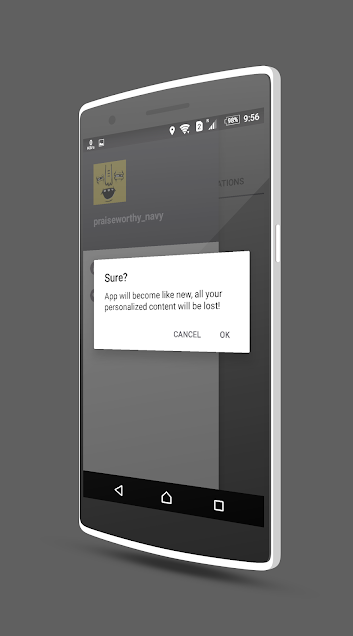 98% 9:56
ATIONS
praiseworthy_navy
Sure?
App will become like new, all your
personalized content will be lost!
CANCEL OK